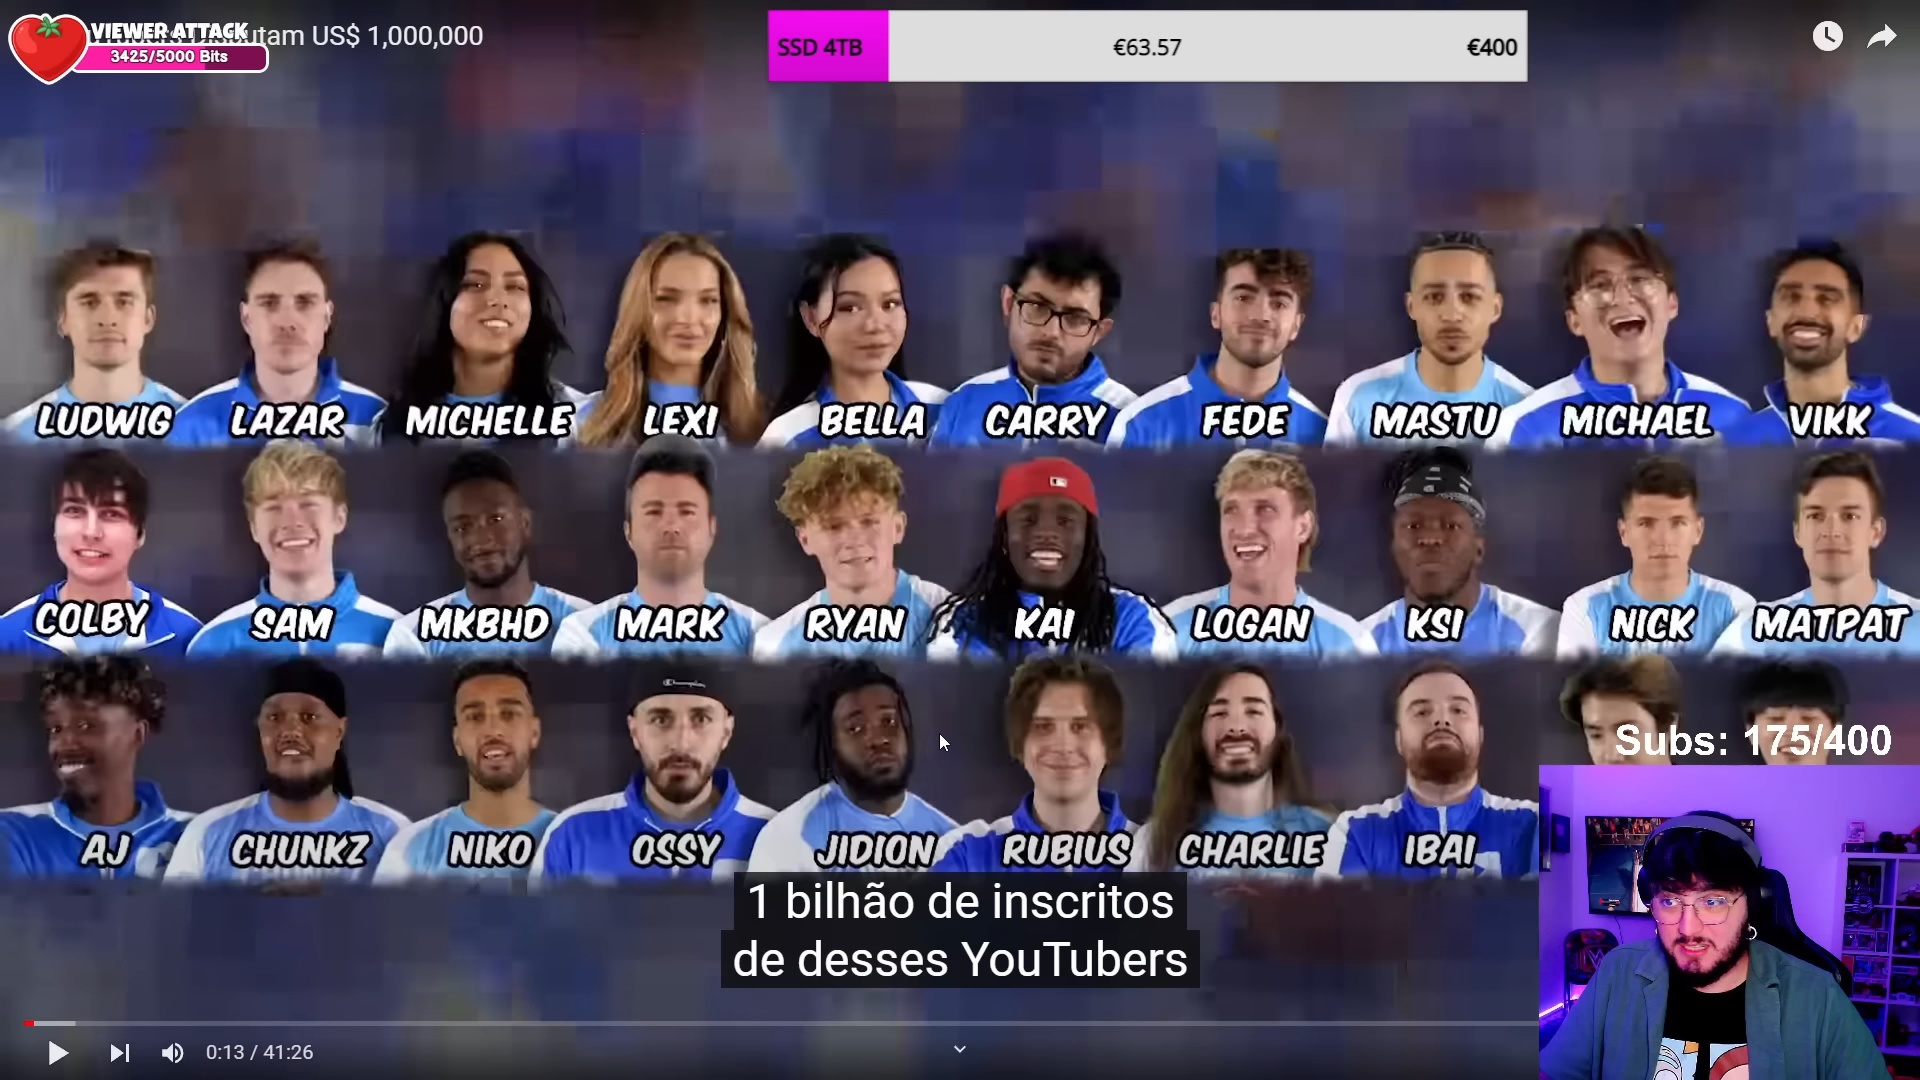 VIEWER ATTACK
3425/5000 Bits
utam US$ 1,000,000
SSD 4TB €63.57 €400
LUDWIG LAZAR MICHELLE LEXI BELLA CARRY FEDE MASTU MICHAEL VIKK
COLBY SAM MKBHD MARK RYAN KAI LOGAN KSI NICK MATPAT
AJ CHUNKZ NIKO OSSY JIDION RUBIUS CHARLIE IBAI
Champion
Subs: 175/400
1 bilhão de inscritos
de desses YouTubers
0:13 / 41:26